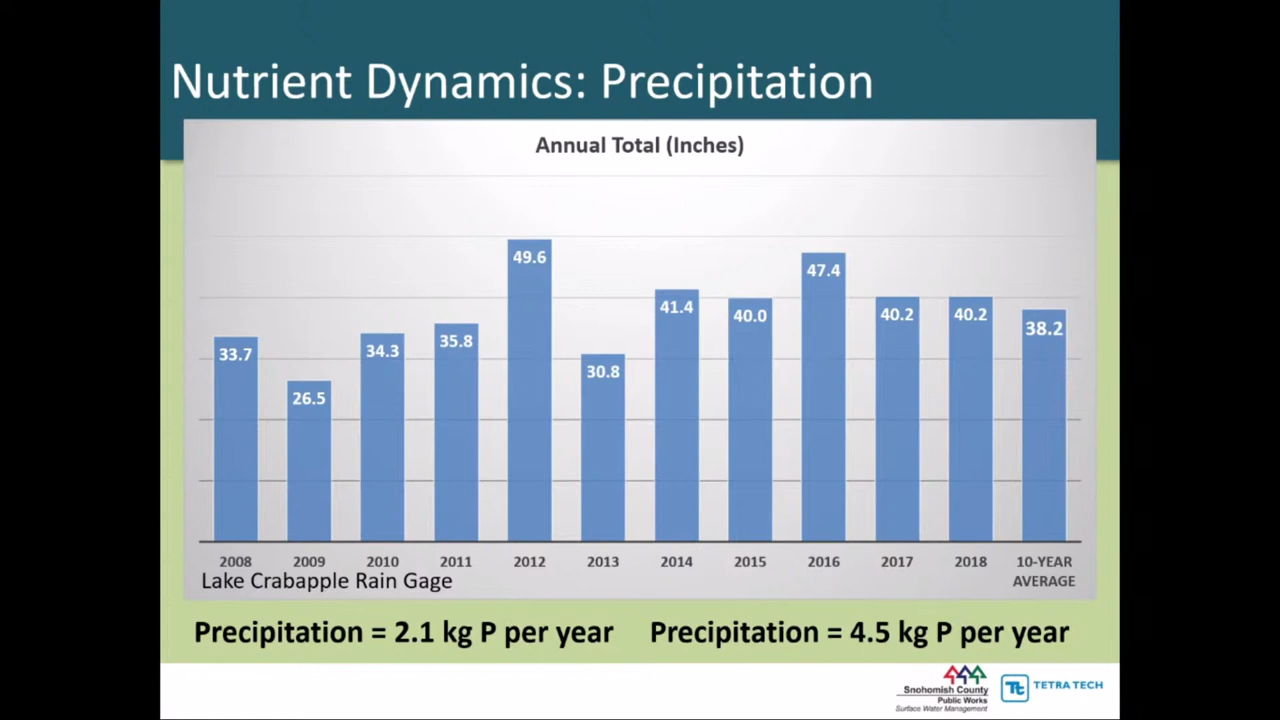 Nutrient Dynamics: Precipitation
Annual Total (Inches)
33.7
26.5
34.3
35.8
49.6
30.8
41.4
40.0
47.4
40.2
40.2
38.2
2008 2009 2010 2011 2012 2013 2014 2015 2016 2017 2018 10-YEAR
AVERAGE
Lake Crabapple Rain Gage
Precipitation = 2.1 kg P per year Precipitation = 4.5 kg P per year
Snohomish County
Public Works
Surface Water Management
Tt TETRA TECH